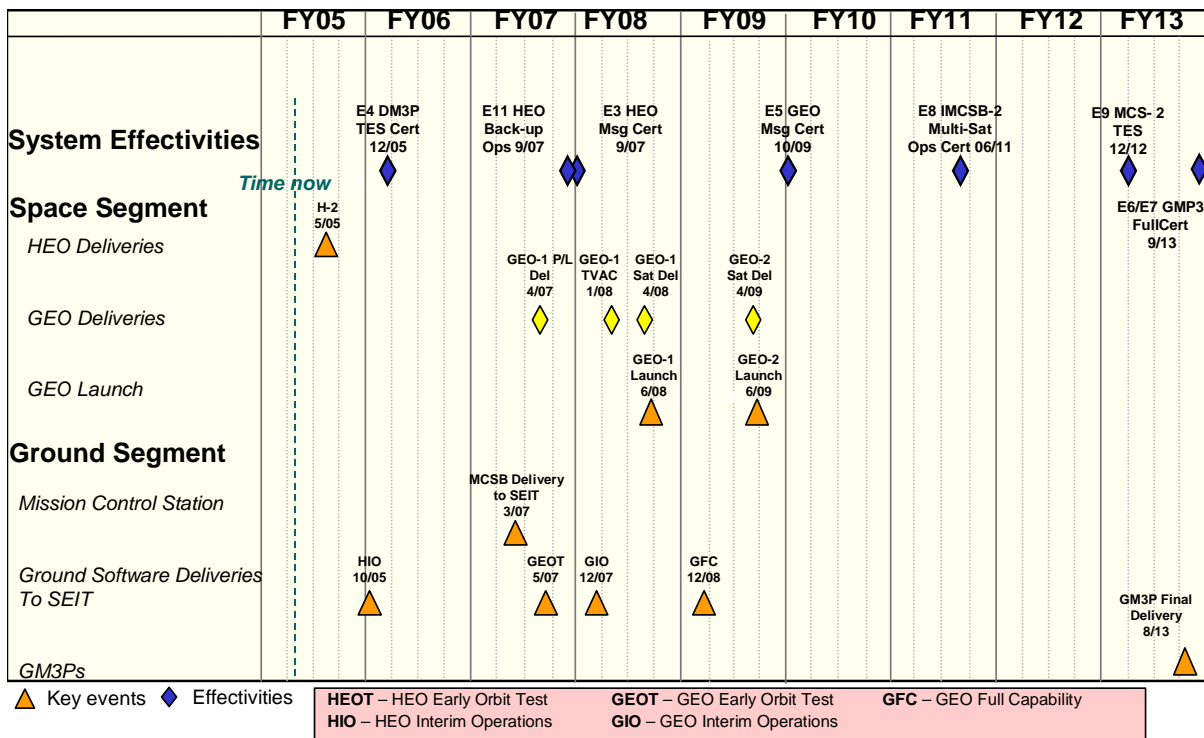 FY05 FY06 FY07 FY08 FY09 FY10 FY11 FY12 FY13
System Effectivities
E4 DM3P
TES Cert
12/05
E11 HEO
Back-up
Ops 9/07
E3 HEO
Msg Cert
9/07
E5 GEO
Msg Cert
10/09
E8 IMCSB-2
Multi-Sat
Ops Cert 06/11
E9 MCS- 2
TES
12/12
Time now
Space Segment
HEO Deliveries
H-2
5/05
E6/E7 GMP3
FullCert
9/13
GEO Deliveries
GEO-1 P/L
Del
4/07
GEO-1
TVAC
1/08
GEO-1
Sat Del
4/08
GEO-2
Sat Del
4/09
GEO Launch
GEO-1
Launch
6/08
GEO-2
Launch
6/09
Ground Segment
Mission Control Station
MCSB Delivery
to SEIT
3/07
Ground Software Deliveries
To SEIT
HIO
10/05
GEOT
5/07
GIO
12/07
GFC
12/08
GM3Ps
GM3P Final
Delivery
8/13
Key events Effectivities
HEOT – HEO Early Orbit Test GEOT – GEO Early Orbit Test GFC – GEO Full Capability
HIO – HEO Interim Operations GIO – GEO Interim Operations